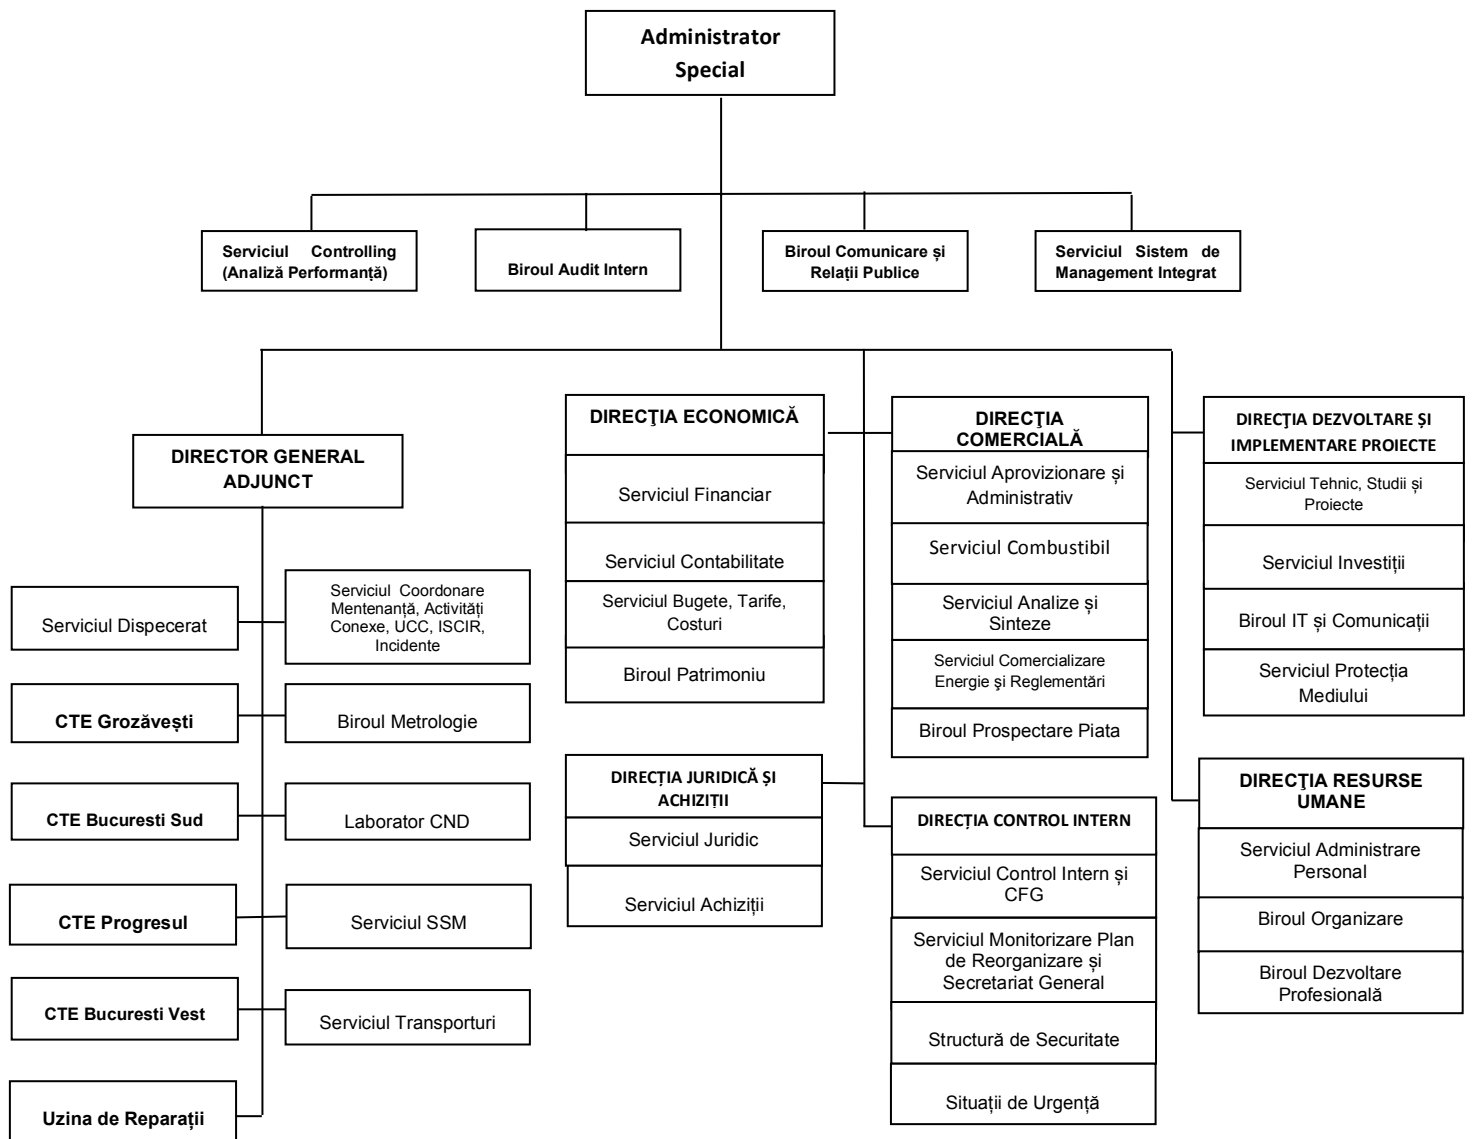 Administrator
Special
Serviciul Controlling
(Analiză Performanță)
Biroul Audit Intern
Biroul Comunicare și
Relații Publice
Serviciul Sistem de
Management Integrat
DIRECTOR GENERAL
ADJUNCT
Serviciul Dispecerat
Serviciul Coordonare
Mentenanță, Activități
Conexe, UCC, ISCIR,
Incidente
CTE Grozăvești
Biroul Metrologie
CTE Bucuresti Sud
Laborator CND
CTE Progresul
Serviciul SSM
CTE Bucuresti Vest
Serviciul Transporturi
Uzina de Reparații
DIRECŢIA ECONOMICĂ
Serviciul Financiar
Serviciul Contabilitate
Serviciul Bugete, Tarife,
Costuri
Biroul Patrimoniu
DIRECŢIA
COMERCIALĂ
Serviciul Aprovizionare și
Administrativ
Serviciul Combustibil
Serviciul Analize și
Sinteze
Serviciul Comercializare
Energie şi Reglementări
Biroul Prospectare Piata
DIRECŢIA DEZVOLTARE ȘI
IMPLEMENTARE PROIECTE
Serviciul Tehnic, Studii și
Proiecte
Serviciul Investiții
Biroul IT și Comunicații
Serviciul Protecția
Mediului
DIRECȚIA JURIDICĂ ȘI
ACHIZIȚII
Serviciul Juridic
Serviciul Achiziții
DIRECȚIA CONTROL INTERN
Serviciul Control Intern și
CFG
Serviciul Monitorizare Plan
de Reorganizare și
Secretariat General
Structură de Securitate
Situații de Urgență
DIRECŢIA RESURSE
UMANE
Serviciul Administrare
Personal
Biroul Organizare
Biroul Dezvoltare
Profesională